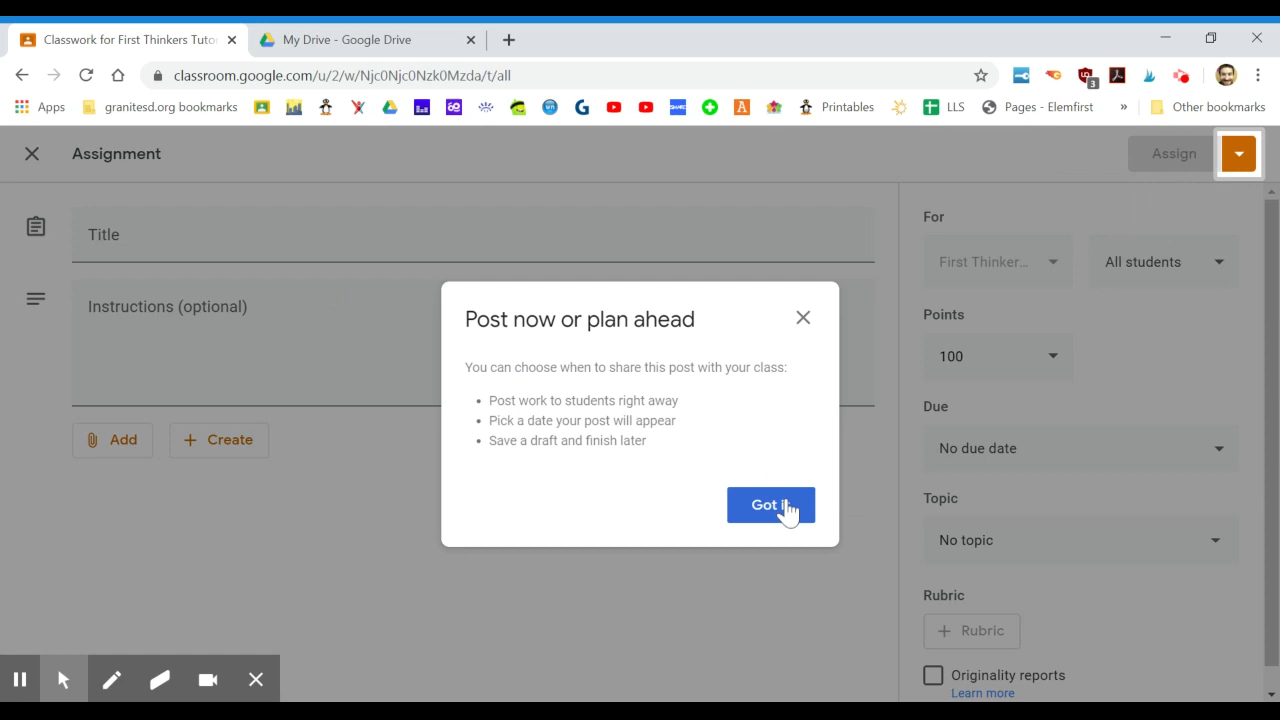 Classwork for First Thinkers Tutor
My Drive - Google Drive
classroom.google.com/u/2/w/Njc0Njc0Nzk0Mzda/t/all
3
Apps
granitesd.org bookmarks
Printables
LLS
Pages - Elemfirst
»
Other bookmarks
Assignment
Assign
Title
Instructions (optional)
Add
Create
Post now or plan ahead
You can choose when to share this post with your class:
• Post work to students right away
• Pick a date your post will appear
• Save a draft and finish later
Got it
For
First Thinker...
All students
Points
100
Due
No due date
Topic
No topic
Rubric
+ Rubric
Originality reports
Learn more